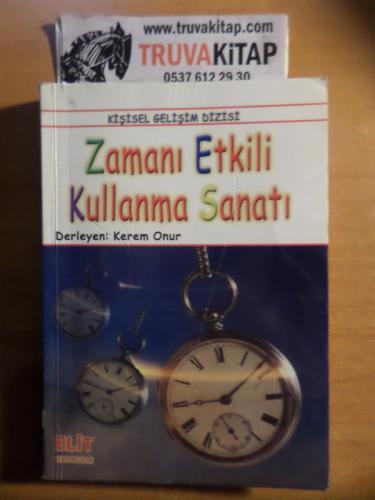 www.truvakitap.com
TRUVAKiTAP
0537 612 29 30
KİŞİSEL GELİŞİM DİZİSİ
Zamanı Etkili
Kullanma Sanatı
Derleyen: Kerem Onur
ELİT